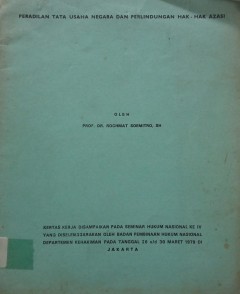 PERADILAN TATA USAHA NEGARA DAN PERLINDUNGAN HAK-HAK AZASI
OLEH
PROF. DR. ROCHMAT SOEMITRO, SH
KERTAS KERJA DISAMPAIKAN PADA SEMINAR HUKUM NASIONAL KE IV
YANG DISELENGGARAKAN OLEH BADAN PEMBINAAN HUKUM NASIONAL
DEPARTEMEN KEHAKIMAN PADA TANGGAL 26 s/d 30 MARET 1979 DI
JAKARTA